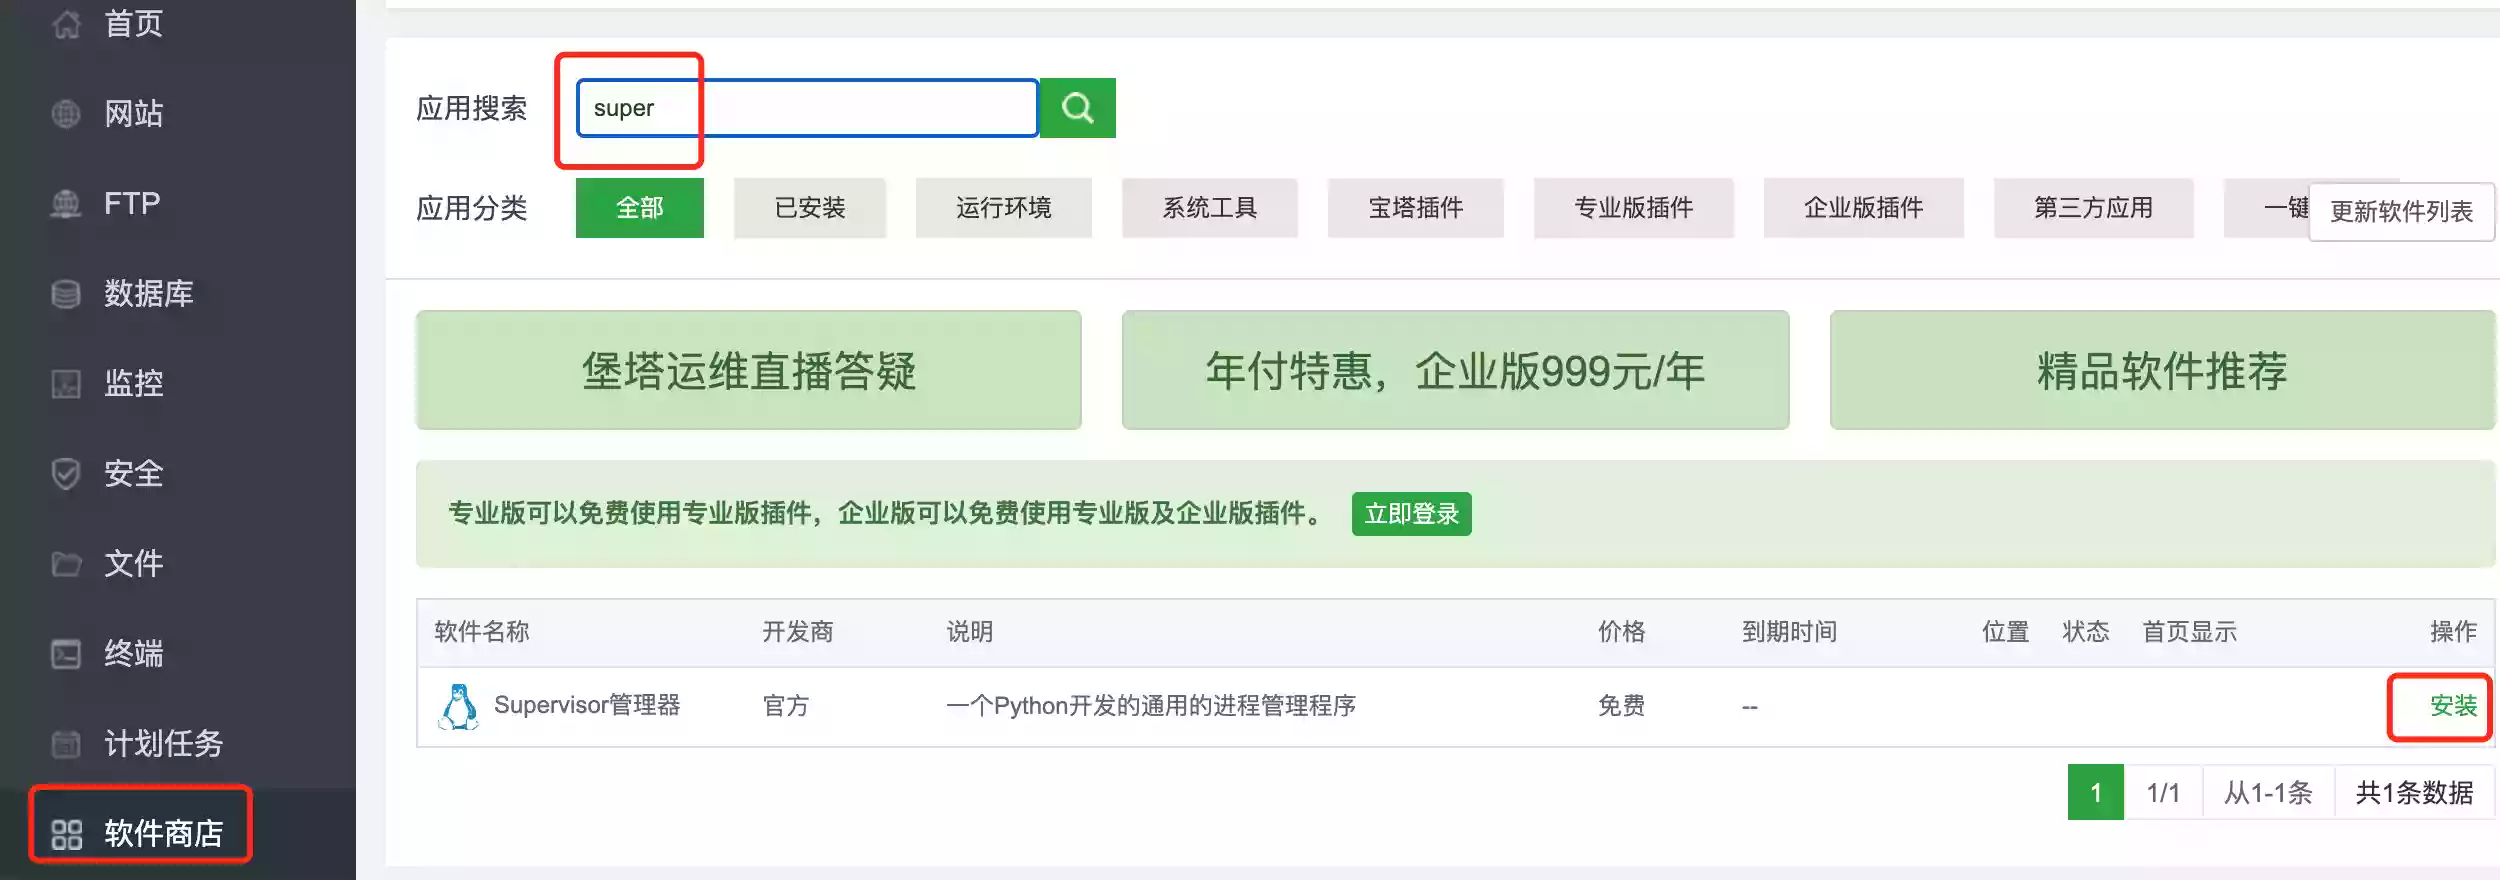 首页
网站
FTP
数据库
监控
安全
文件
终端
计划任务
软件商店
应用搜索 super
应用分类 全部 已安装 运行环境 系统工具 宝塔插件 专业版插件 企业版插件 第三方应用 一键 更新软件列表
堡塔运维直播答疑 年付特惠，企业版999元/年 精品软件推荐
专业版可以免费使用专业版插件，企业版可以免费使用专业版及企业版插件。 立即登录
软件名称 开发商 说明 价格 到期时间 位置 状态 首页显示 操作
Supervisor管理器 官方 一个Python开发的通用的进程管理程序 免费 -- 安装
1 1/1 从1-1条 共1条数据